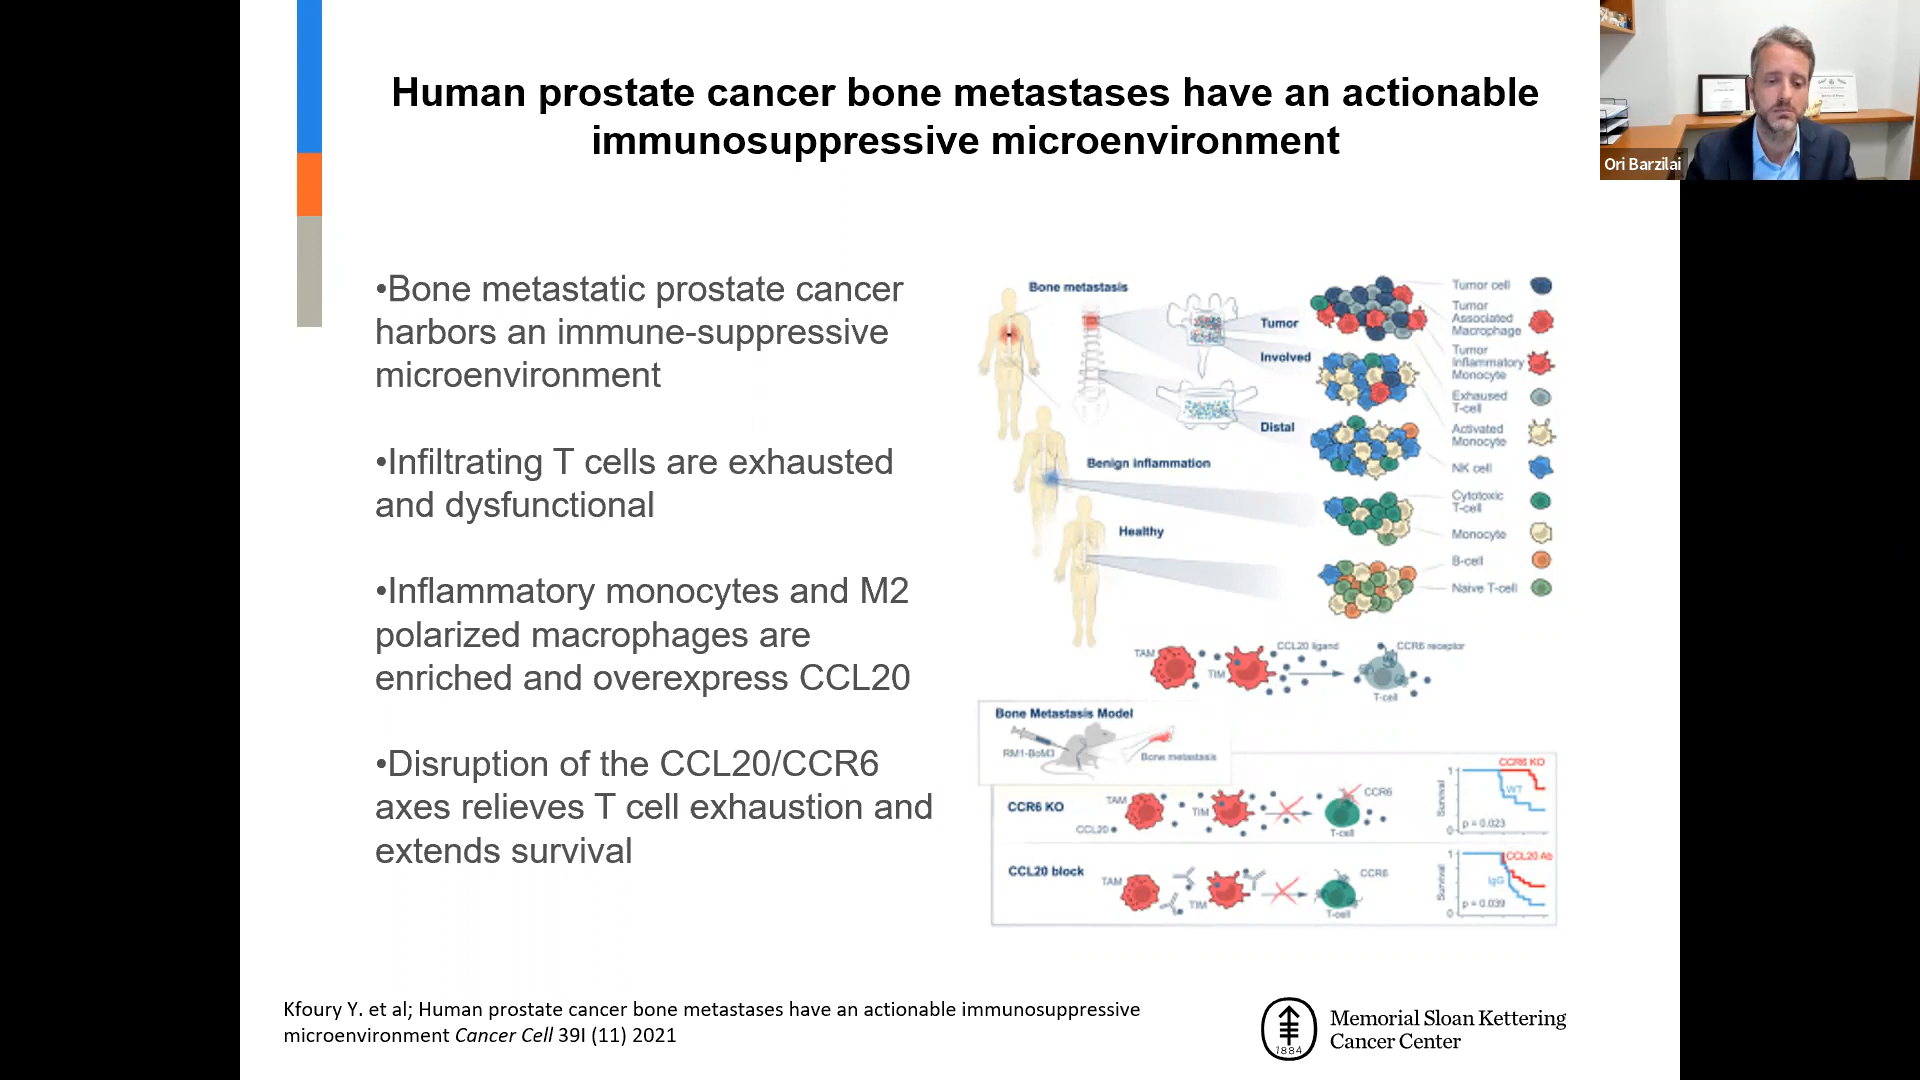 Human prostate cancer bone metastases have an actionable
immunosuppressive microenvironment
Ori Barzilai
•Bone metastatic prostate cancer
harbors an immune-suppressive
microenvironment
•Infiltrating T cells are exhausted
and dysfunctional
•Inflammatory monocytes and M2
polarized macrophages are
enriched and overexpress CCL20
•Disruption of the CCL20/CCR6
axes relieves T cell exhaustion and
extends survival
Bone metastasis
Tumor
Involved
Distal
Benign inflammation
Healthy
Tumor cell
Tumor
Associated
Macrophage
Tumor
Inflammatory
Monocyte
Exhaused
T-cell
Activated
Monocyte
NK cell
Cytotoxic
T-cell
Monocyte
B-cell
Naive T-cell
TAM
TIM
CCL20 ligand
CCR6 receptor
T-cell
Bone Metastasis Model
RM1-BoM3
Bone metastasis
CCR6 KO
TAM
CCL20
TIM
CCR6
T-cell
Survival
1
0
CCR6 KO
WT
p = 0.023
CCL20 block
TAM
TIM
CCR6
T-cell
Survival
1
0
CCL20 Ab
IgG
p = 0.039
Kfoury Y. et al; Human prostate cancer bone metastases have an actionable immunosuppressive
microenvironment Cancer Cell 39I (11) 2021
1884
Memorial Sloan Kettering
Cancer Center